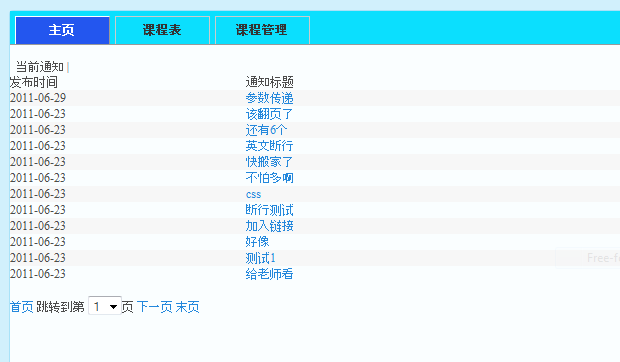 主页 课程表 课程管理
当前通知 |
发布时间 通知标题
2011-06-29 参数传递
2011-06-23 该翻页了
2011-06-23 还有6个
2011-06-23 英文断行
2011-06-23 快搬家了
2011-06-23 不怕多啊
2011-06-23 css
2011-06-23 断行测试
2011-06-23 加入链接
2011-06-23 好像
2011-06-23 测试1
2011-06-23 给老师看
Free-f
首页 跳转到第 1 页 下一页 末页